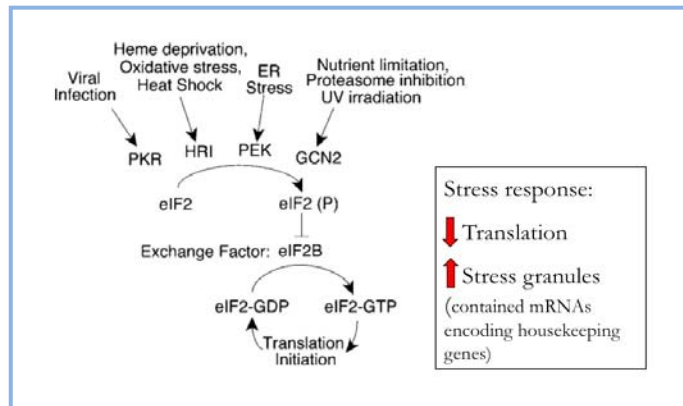 Heme deprivation,
Oxidative stress,
Heat Shock
Viral
Infection
ER
Stress
Nutrient limitation,
Proteasome inhibition
UV irradiation
PKR
HRI
PEK
GCN2
eIF2
eIF2 (P)
Exchange Factor: eIF2B
eIF2-GDP
eIF2-GTP
Translation
Initiation
Stress response:
Translation
Stress granules
(contained mRNAs
encoding housekeeping
genes)